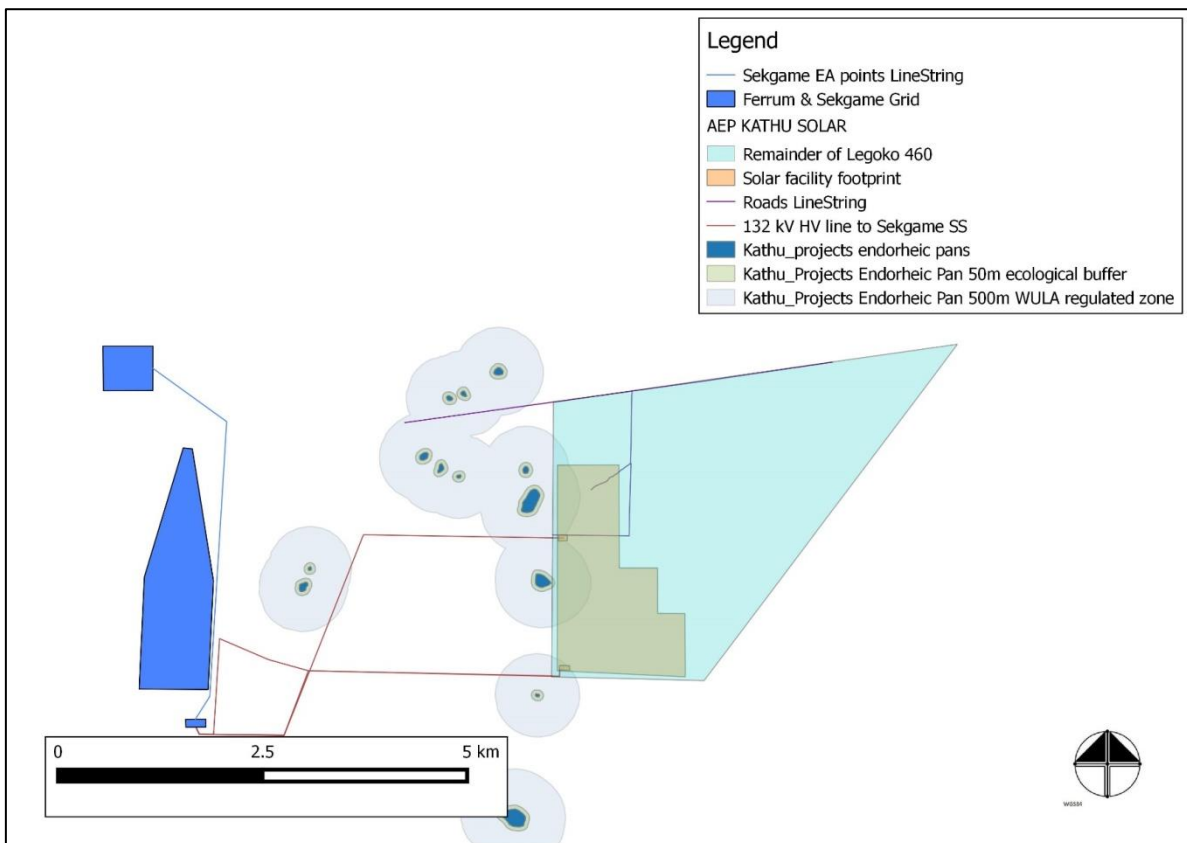 Legend
Sekgame EA points LineString
Ferrum & Sekgame Grid
AEP KATHU SOLAR
Remainder of Legoko 460
Solar facility footprint
Roads LineString
132 kV HV line to Sekgame SS
Kathu_projects endorheic pans
Kathu_Projects Endorheic Pan 50m ecological buffer
Kathu_Projects Endorheic Pan 500m WULA regulated zone
0 2.5 5 km